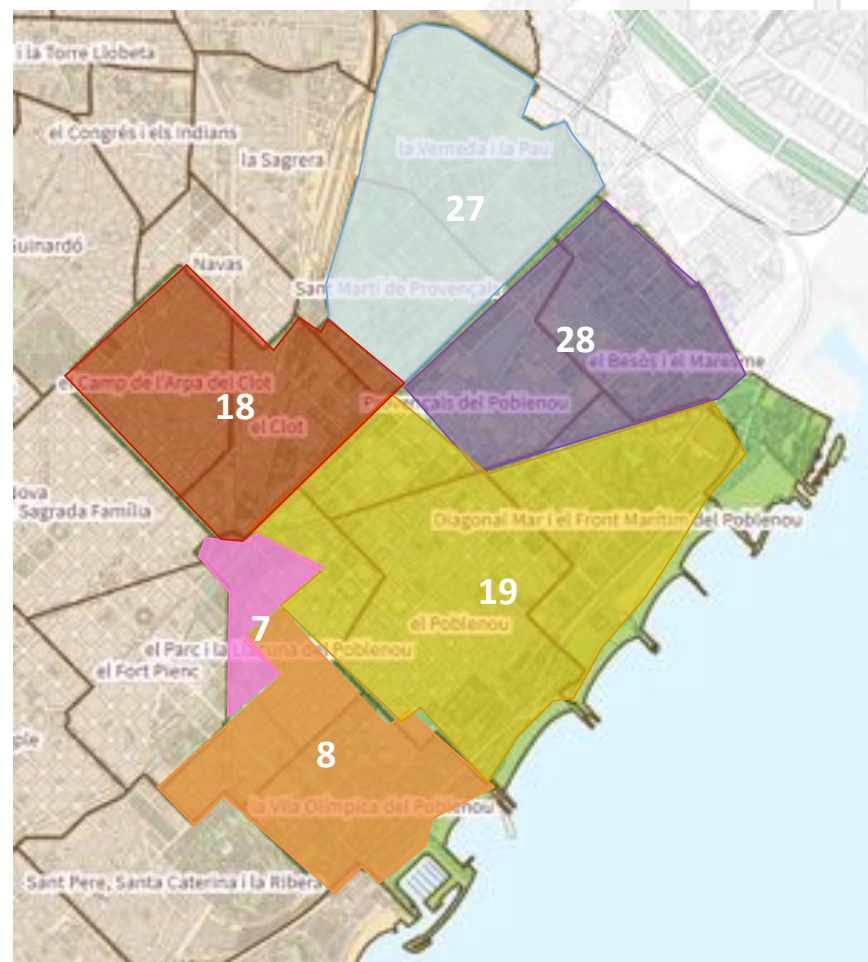 i la Torre Llobeta
el Congrés i els Indians
la Sagrera
la Verneda i la Pau
27
Guinardó
Navas
Sant Martí de Provençals
28
el Besòs i el Maresme
el Camp de l'Arpa del Clot
18
Provençals del Poblenou
el Clot
Nova
Sagrada Família
Diagonal Mar i el Front Marítim del Poblenou
19
7
el Poblenou
el Parc i la Llacuna del Poblenou
el Fort Pienc
8
la Vila Olímpica del Poblenou
Sant Pere, Santa Caterina i la Ribera